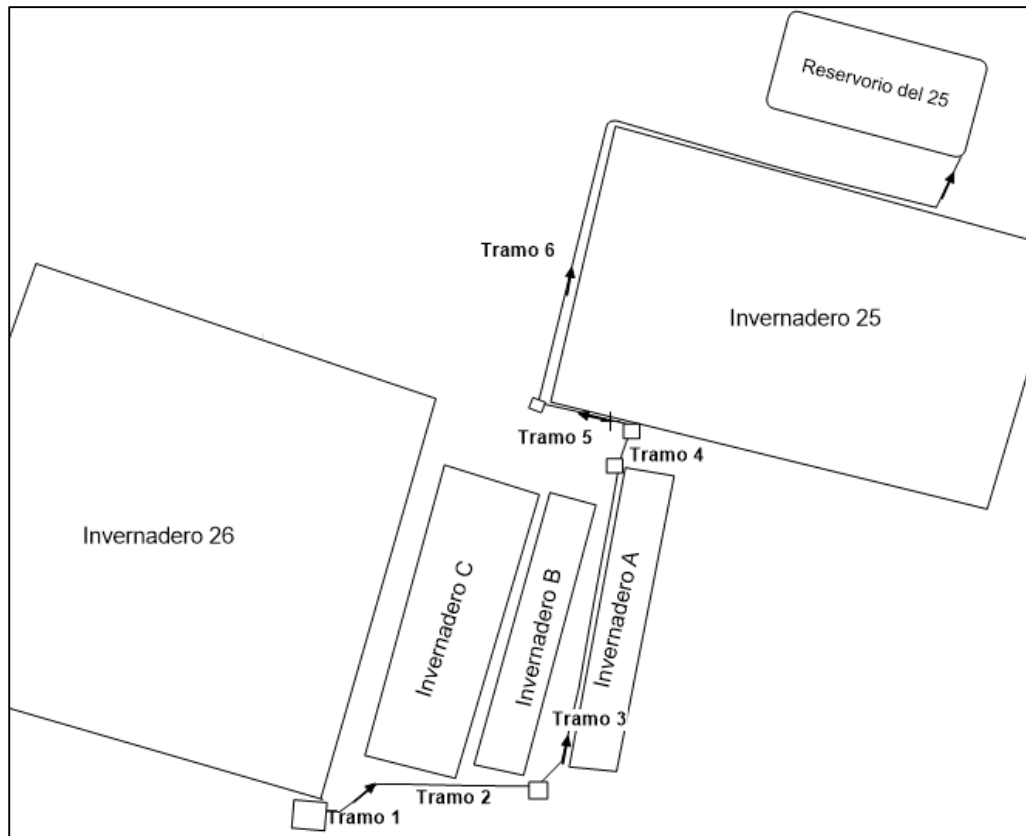 Reservorio del 25
Tramo 6
Invernadero 25
Tramo 5
Tramo 4
Invernadero 26
Invernadero C
Invernadero B
Invernadero A
Tramo 3
Tramo 2
Tramo 1